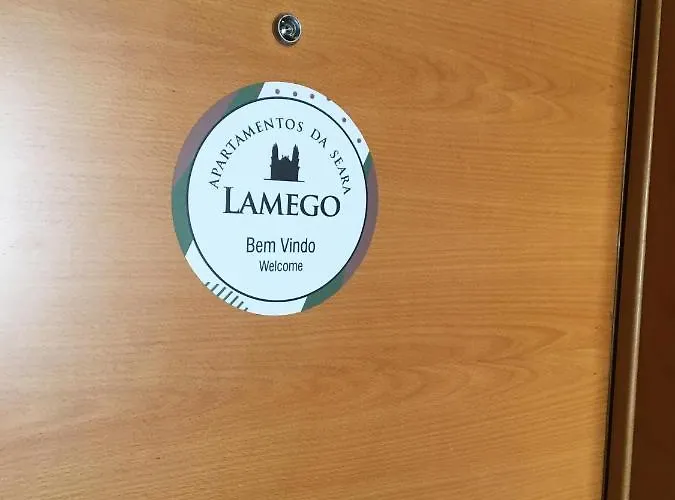 APARTAMENTOS DA SEARA
LAMEGO
Bem Vindo
Welcome